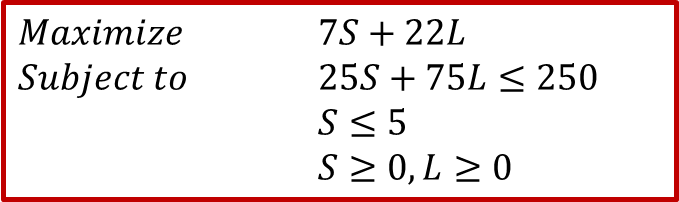 Maximize 7S + 22L
Subject to 25S + 75L ≤ 250
S ≤ 5
S ≥ 0, L ≥ 0